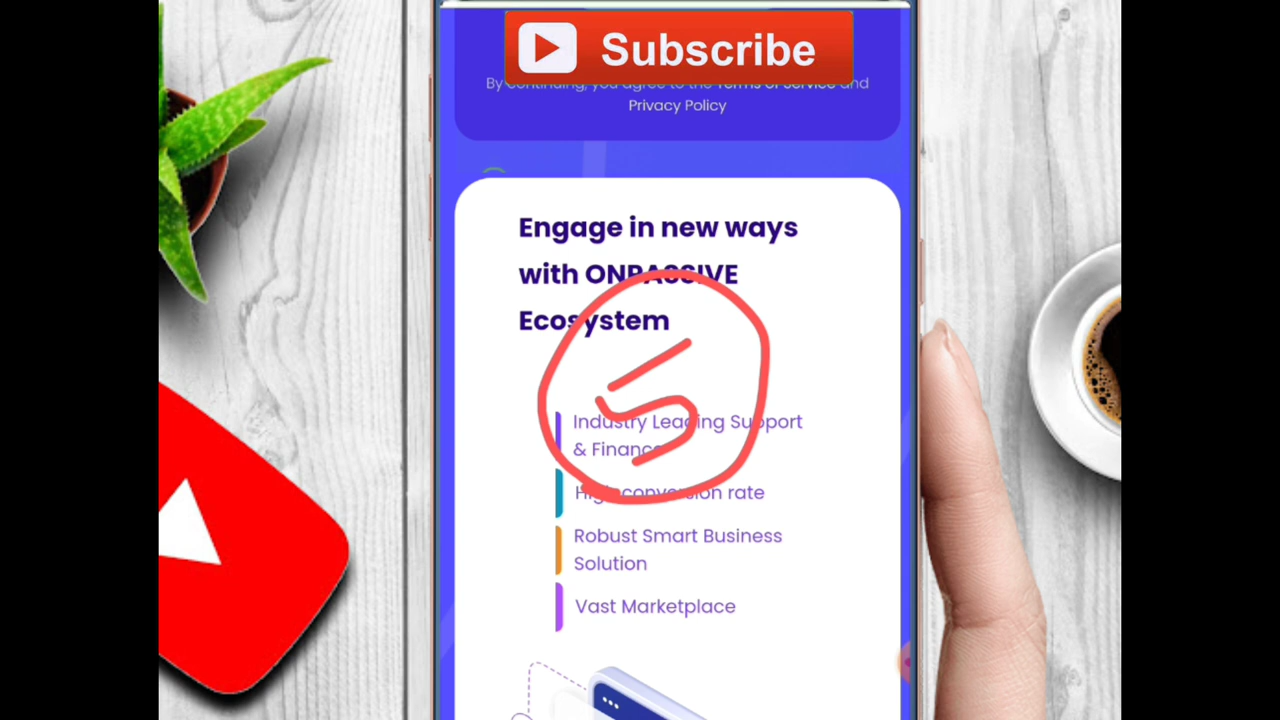 Subscribe
By continuing, you agree to the Terms of Service and
Privacy Policy
Engage in new ways
with ONPASSIVE
Ecosystem
5
Industry Leading Support
& Finance
High conversion rate
Robust Smart Business
Solution
Vast Marketplace